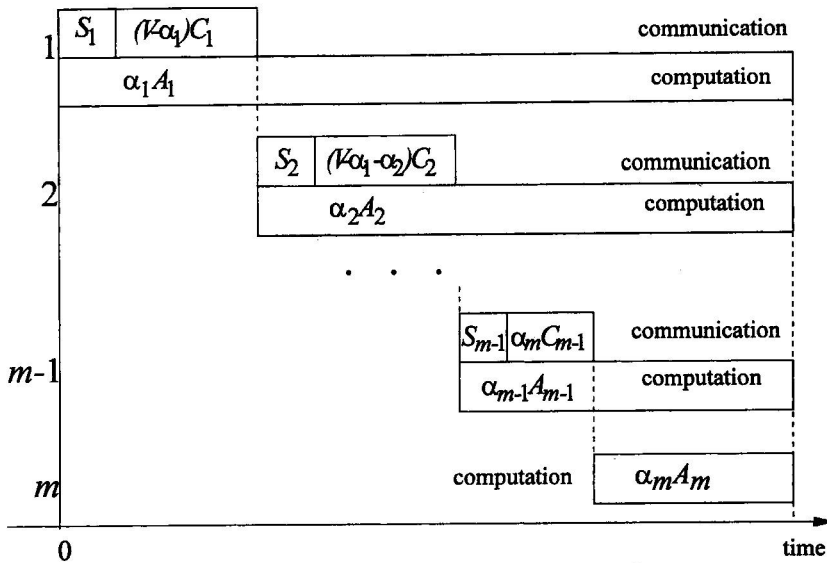 S₁ (V-α₁)C₁ communication
1
α₁A₁ computation
S₂ (V-α₁-α₂)C₂ communication
2
α₂A₂ computation
. . .
Sₘ₋₁ αₘCₘ₋₁ communication
m-1
αₘ₋₁Aₘ₋₁ computation
m
computation αₘAₘ
0
time